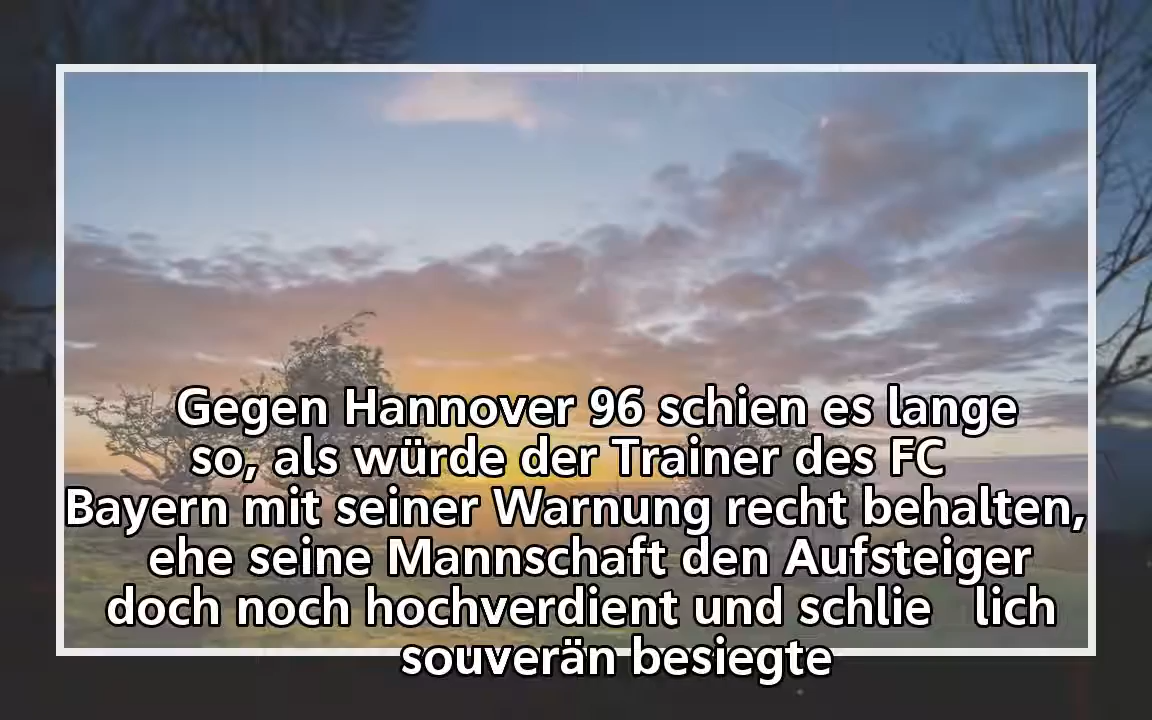 Gegen Hannover 96 schien es lange
so, als würde der Trainer des FC
Bayern mit seiner Warnung recht behalten,
ehe seine Mannschaft den Aufsteiger
doch noch hochverdient und schlie lich
souverän besiegte